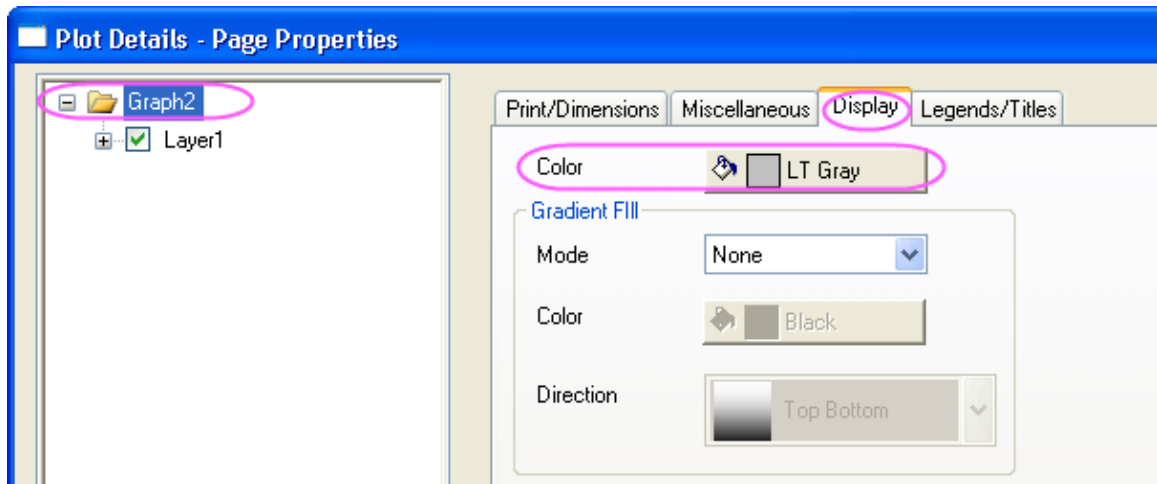 Plot Details - Page Properties
Graph2
Layer1
Print/Dimensions Miscellaneous Display Legends/Titles
Color LT Gray
Gradient FIll
Mode None
Color Black
Direction Top Bottom